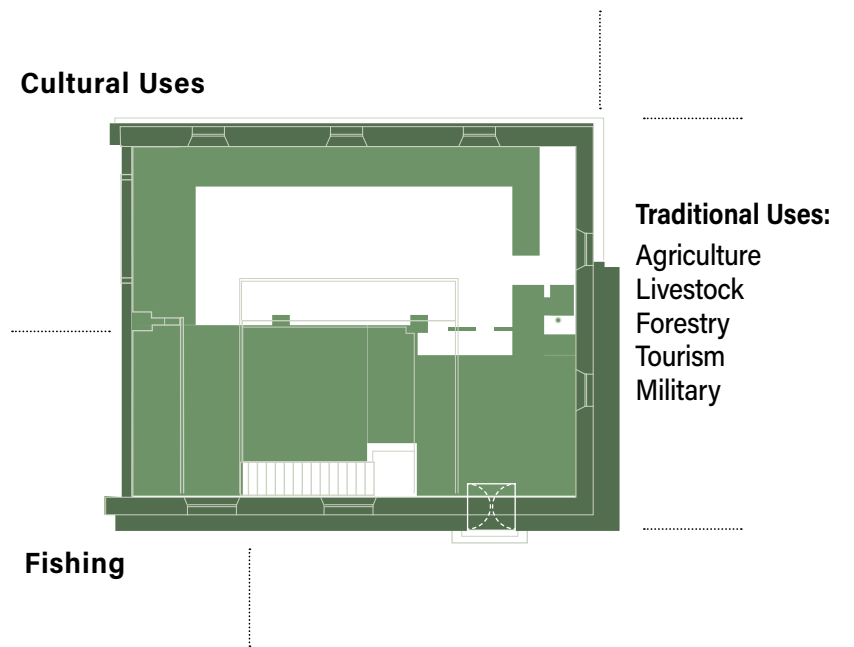 Cultural Uses
Traditional Uses:
Agriculture
Livestock
Forestry
Tourism
Military
Fishing